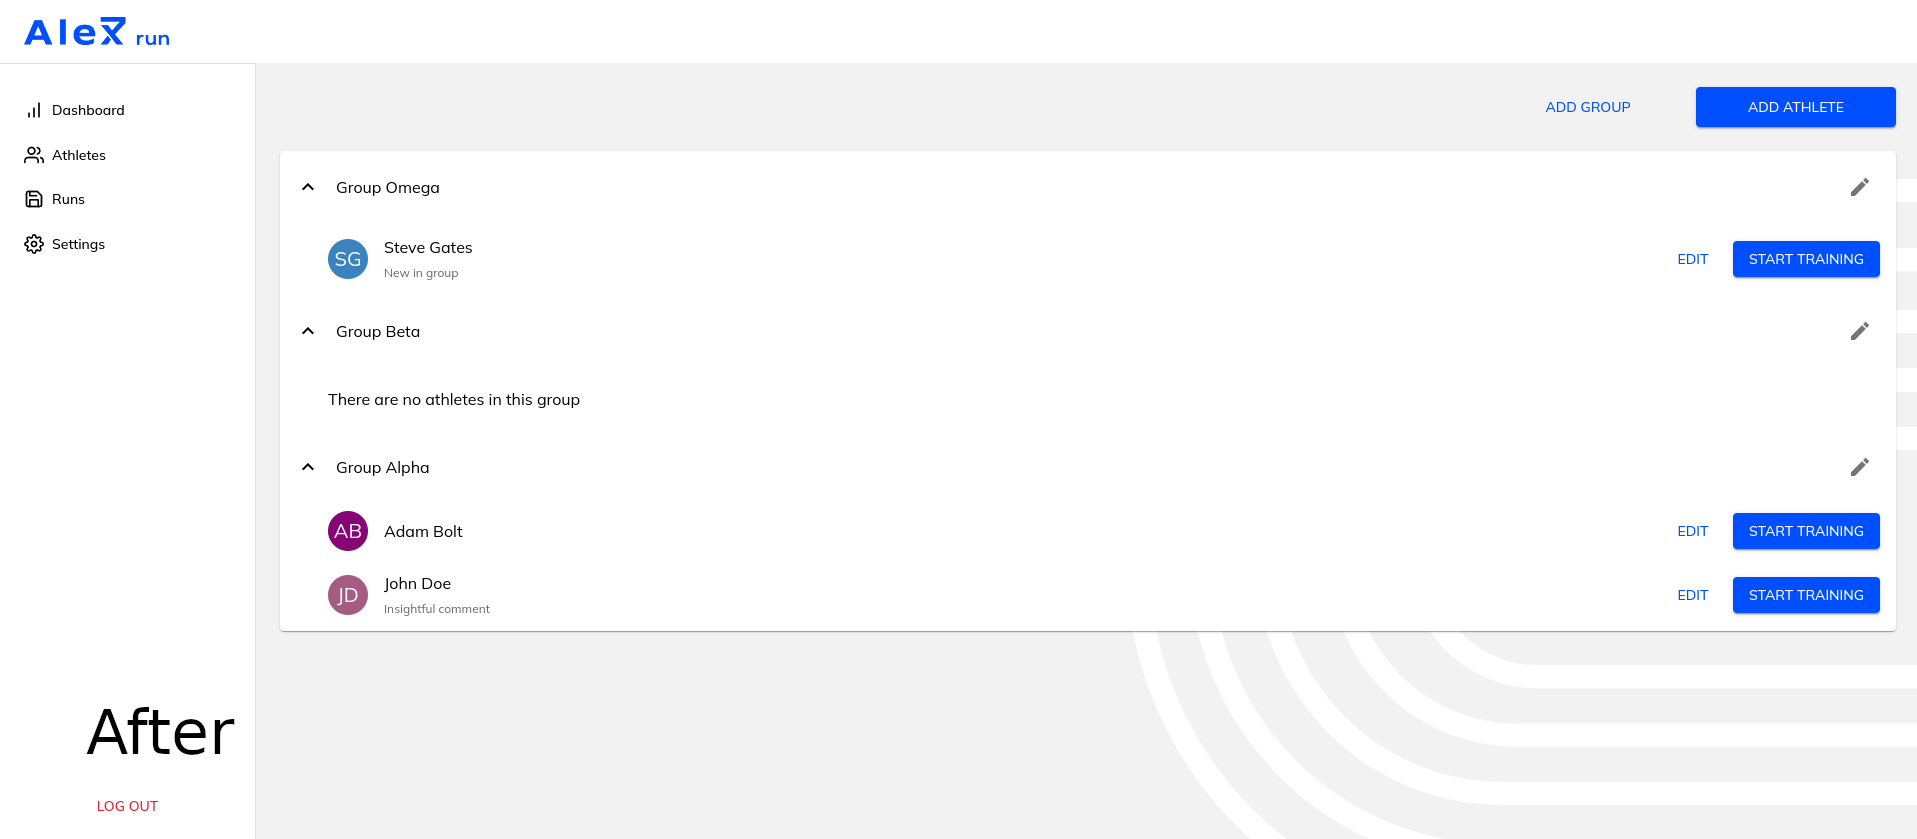 Alex run
Dashboard
Athletes
Runs
Settings
After
LOG OUT
ADD GROUP
ADD ATHLETE
Group Omega
SG
Steve Gates
New in group
EDIT
START TRAINING
Group Beta
There are no athletes in this group
Group Alpha
AB
Adam Bolt
EDIT
START TRAINING
JD
John Doe
Insightful comment
EDIT
START TRAINING